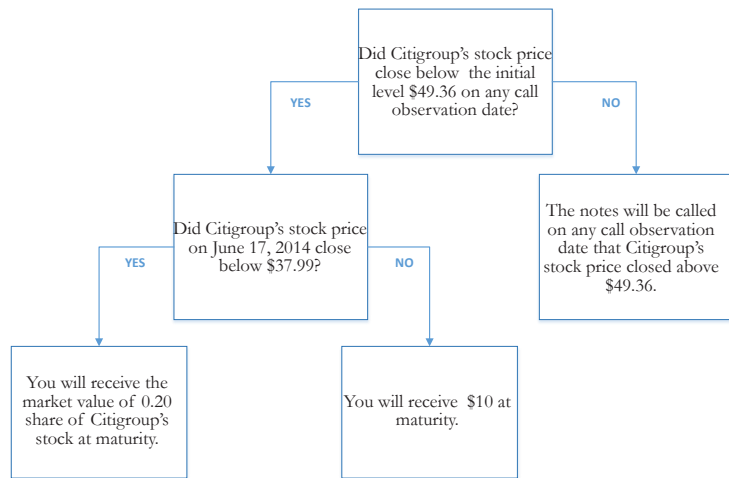 Did Citigroup's stock price
close below the initial
level $49.36 on any call
observation date?
YES
NO
Did Citigroup's stock price
on June 17, 2014 close
below $37.99?
The notes will be called
on any call observation
date that Citigroup's
stock price closed above
$49.36.
YES
NO
You will receive the
market value of 0.20
share of Citigroup's
stock at maturity.
You will receive $10 at
maturity.